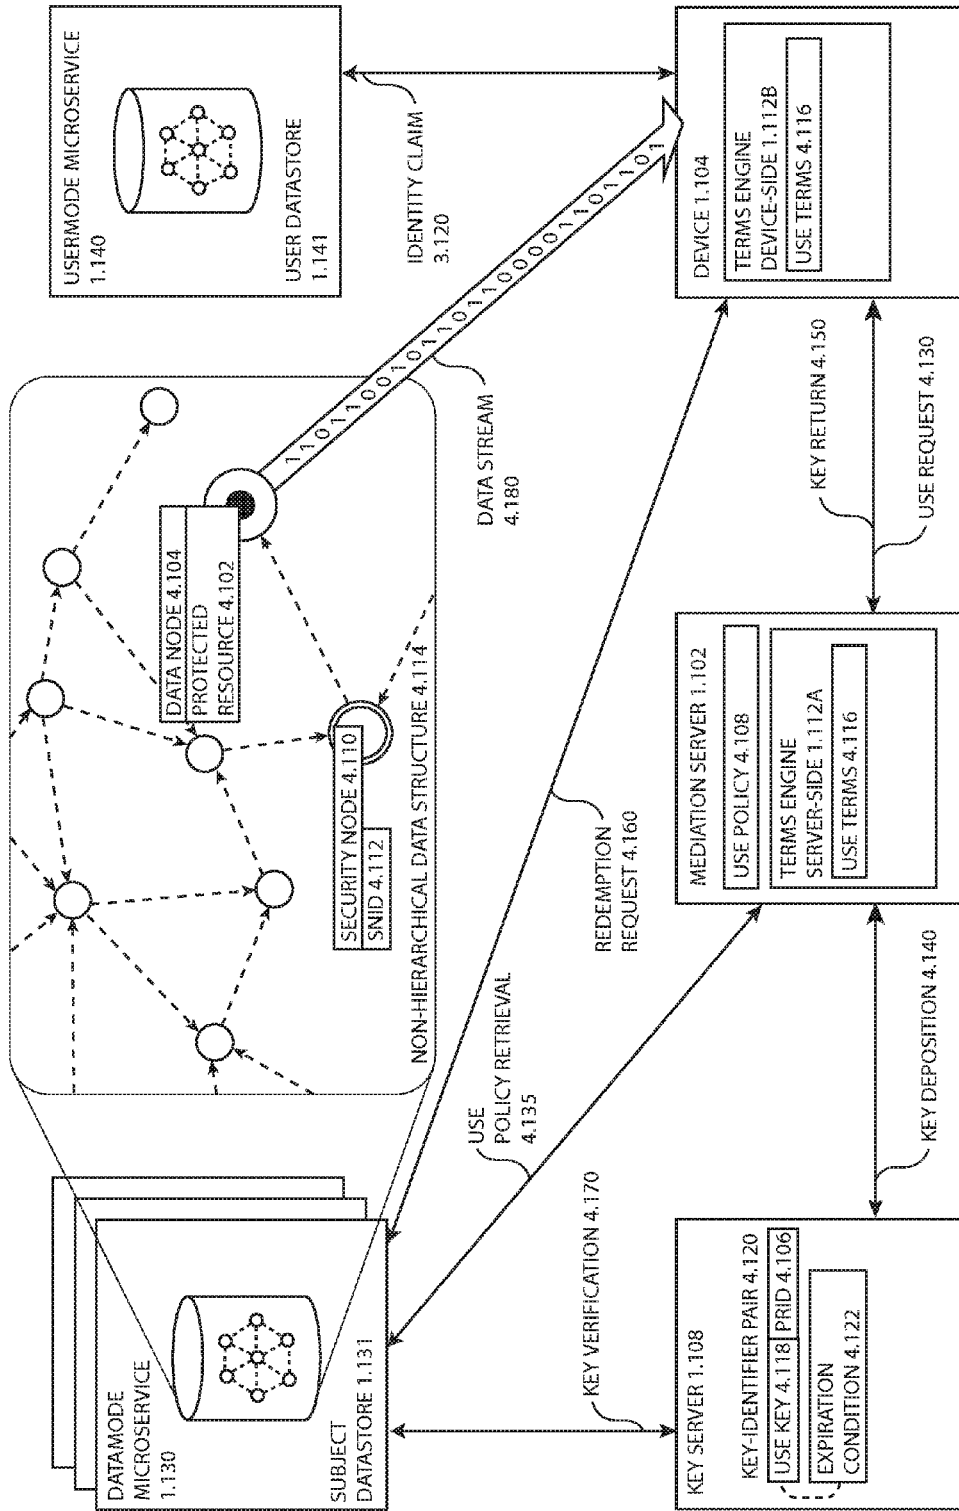 DATAMODE
MICROSERVICE
1.130
SUBJECT
DATASTORE 1.131
DATA NODE 4.104
PROTECTED
RESOURCE 4.102
SECURITY NODE 4.110
SNID 4.112
NON-HIERARCHICAL DATA STRUCTURE 4.114
USERMODE MICROSERVICE
1.140
USER DATASTORE
1.141
IDENTITY CLAIM
3.120
DATA STREAM
4.180
USE
POLICY RETRIEVAL
4.135
REDEMPTION
REQUEST 4.160
KEY VERIFICATION 4.170
KEY DEPOSITION 4.140
KEY RETURN 4.150
USE REQUEST 4.130
KEY SERVER 1.108
KEY-IDENTIFIER PAIR 4.120
USE KEY 4.118 PRID 4.106
EXPIRATION
CONDITION 4.122
MEDIATION SERVER 1.102
USE POLICY 4.108
TERMS ENGINE
SERVER-SIDE 1.112A
USE TERMS 4.116
DEVICE 1.104
TERMS ENGINE
DEVICE-SIDE 1.112B
USE TERMS 4.116